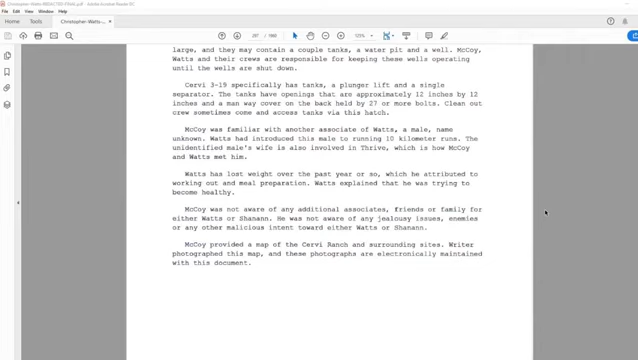 Christopher-Watts REDACTED FINAL.pdf - Adobe Acrobat Reader DC
File Edit View Window Help
Home Tools Christopher-Watts-... ×
281 / 1960 125%
large, and they may contain a couple tanks, a water pit and a well. McCoy,
Watts and their crews are responsible for keeping these wells operating
until the wells are shut down.
Cervi 3-19 specifically has tanks, a plunger lift and a single
separator. The tanks have openings that are approximately 12 inches by 12
inches and a man way cover on the back held by 27 or more bolts. Clean out
crew sometimes come and access tanks via this hatch.
McCoy was familiar with another associate of Watts, a male, name
unknown. Watts had introduced this male to running 10 kilometer runs. The
unidentified male's wife is also involved in Thrive, which is how McCoy
and Watts met him.
Watts has lost weight over the past year or so, which he attributed to
working out and meal preparation. Watts explained that he was trying to
become healthy.
McCoy was not aware of any additional associates, friends or family for
either Watts or Shanann. He was not aware of any jealousy issues, enemies
or any other malicious intent toward either Watts or Shanann.
McCoy provided a map of the Cervi Ranch and surrounding sites. Writer
photographed this map, and these photographs are electronically maintained
with this document.